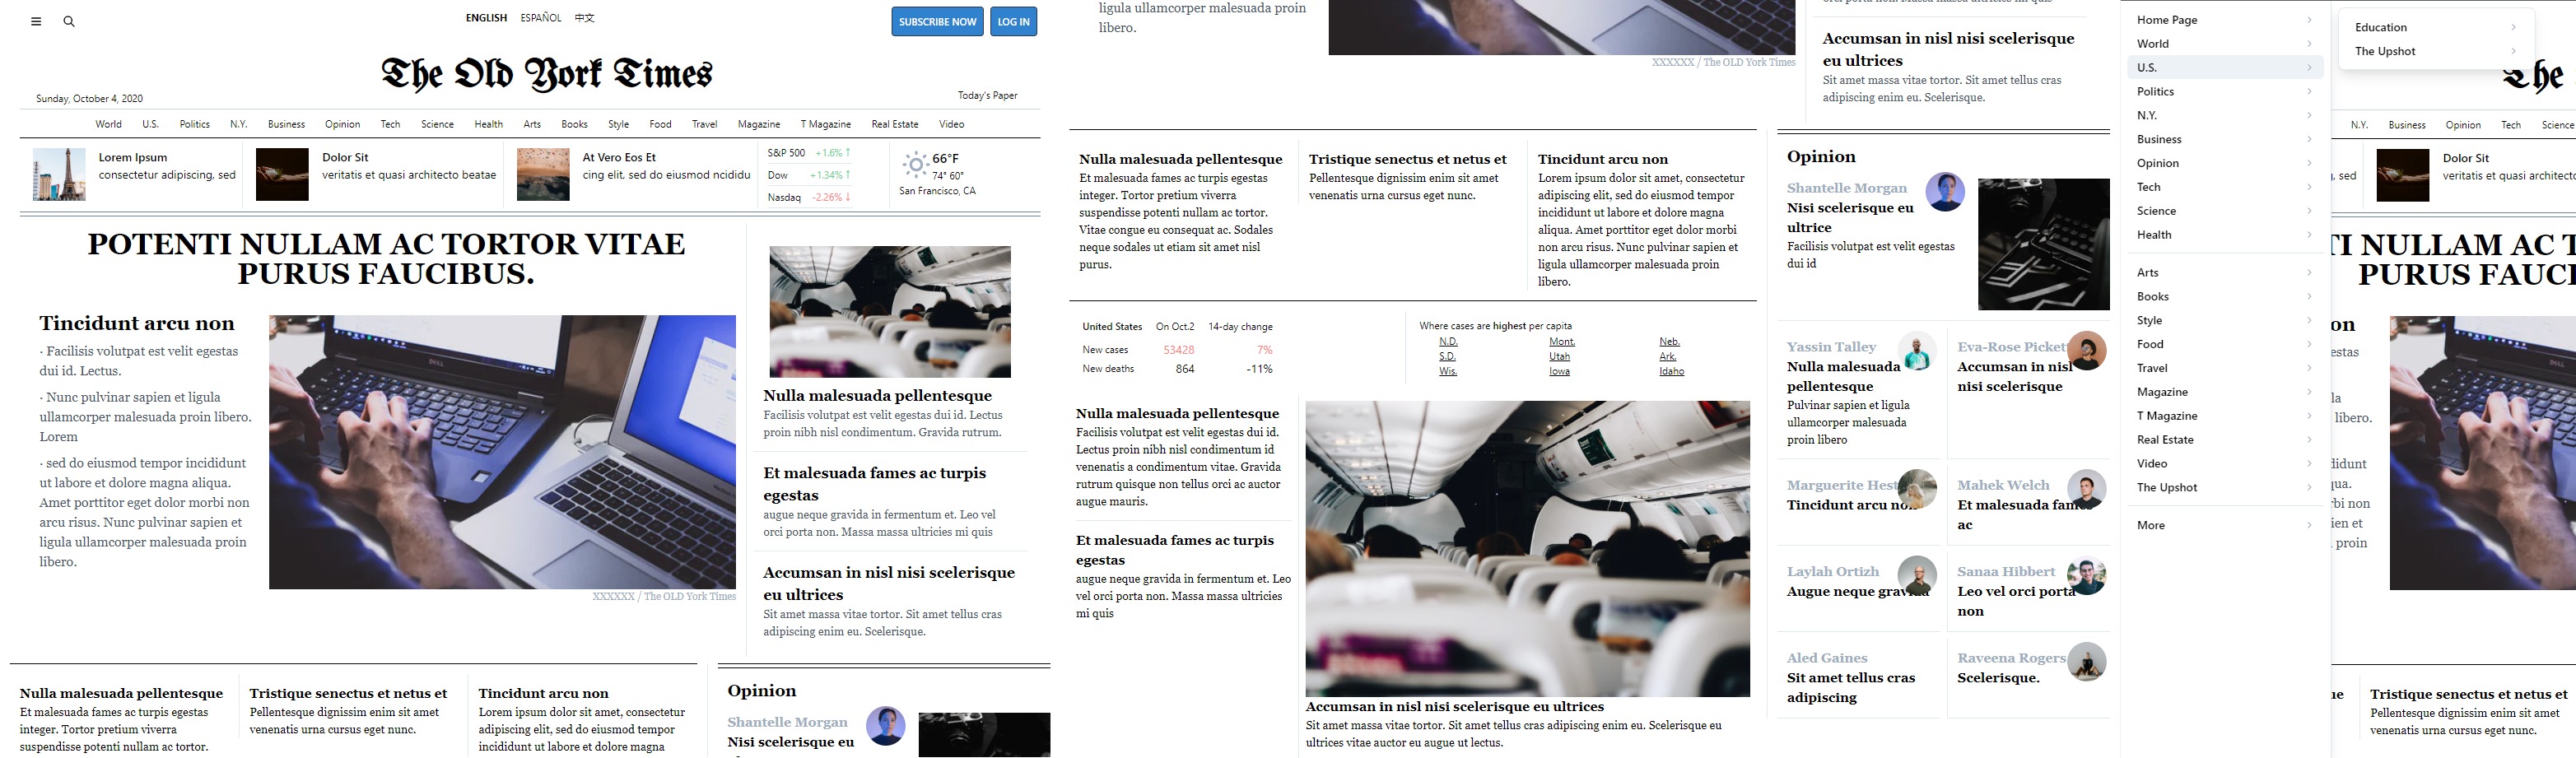 ENGLISH ESPAÑOL 中文
SUBSCRIBE NOW LOG IN
The Old York Times
Sunday, October 4, 2020
Today's Paper
World U.S. Politics N.Y. Business Opinion Tech Science Health Arts Books Style Food Travel Magazine T Magazine Real Estate Video
Lorem Ipsum
consectetur adipiscing, sed
Dolor Sit
veritatis et quasi architecto beatae
At Vero Eos Et
cing elit, sed do eiusmod ncididu
S&P 500 +1.6% ↑
Dow +1.34% ↑
Nasdaq -2.26% ↓
66°F
74° 60°
San Francisco, CA
POTENTI NULLAM AC TORTOR VITAE
PURUS FAUCIBUS.
Tincidunt arcu non
· Facilisis volutpat est velit egestas
dui id. Lectus.
· Nunc pulvinar sapien et ligula
ullamcorper malesuada proin libero.
Lorem
· sed do eiusmod tempor incididunt
ut labore et dolore magna aliqua.
Amet porttitor eget dolor morbi non
arcu risus. Nunc pulvinar sapien et
ligula ullamcorper malesuada proin
libero.
DELL
XXXXXX / The OLD York Times
Nulla malesuada pellentesque
Facilisis volutpat est velit egestas dui id. Lectus
proin nibh nisl condimentum. Gravida rutrum.
Et malesuada fames ac turpis
egestas
augue neque gravida in fermentum et. Leo vel
orci porta non. Massa massa ultricies mi quis
Accumsan in nisl nisi scelerisque
eu ultrices
Sit amet massa vitae tortor. Sit amet tellus cras
adipiscing enim eu. Scelerisque.
Nulla malesuada pellentesque
Et malesuada fames ac turpis egestas
integer. Tortor pretium viverra
suspendisse potenti nullam ac tortor.
Tristique senectus et netus et
Pellentesque dignissim enim sit amet
venenatis urna cursus eget nunc.
Tincidunt arcu non
Lorem ipsum dolor sit amet, consectetur
adipiscing elit, sed do eiusmod tempor
incididunt ut labore et dolore magna
Opinion
Shantelle Morgan
Nisi scelerisque eu
ligula ullamcorper malesuada proin
libero.
XXXXXX / The OLD York Times
Accumsan in nisl nisi scelerisque
eu ultrices
Sit amet massa vitae tortor. Sit amet tellus cras
adipiscing enim eu. Scelerisque.
Nulla malesuada pellentesque
Et malesuada fames ac turpis egestas
integer. Tortor pretium viverra
suspendisse potenti nullam ac tortor.
Vitae congue eu consequat ac. Sodales
neque sodales ut etiam sit amet nisl
purus.
Tristique senectus et netus et
Pellentesque dignissim enim sit amet
venenatis urna cursus eget nunc.
Tincidunt arcu non
Lorem ipsum dolor sit amet, consectetur
adipiscing elit, sed do eiusmod tempor
incididunt ut labore et dolore magna
aliqua. Amet porttitor eget dolor morbi
non arcu risus. Nunc pulvinar sapien et
ligula ullamcorper malesuada proin
libero.
United States On Oct.2 14-day change
New cases 53428 7%
New deaths 864 -11%
Where cases are highest per capita
N.D. Mont. Neb.
S.D. Utah Ark.
Wis. Iowa Idaho
Nulla malesuada pellentesque
Facilisis volutpat est velit egestas dui id.
Lectus proin nibh nisl condimentum id
venenatis a condimentum vitae. Gravida
rutrum quisque non tellus orci ac auctor
augue mauris.
Et malesuada fames ac turpis
egestas
augue neque gravida in fermentum et. Leo
vel orci porta non. Massa massa ultricies
mi quis
Accumsan in nisl nisi scelerisque eu ultrices
Sit amet massa vitae tortor. Sit amet tellus cras adipiscing enim eu. Scelerisque eu
ultrices vitae auctor eu augue ut lectus.
Opinion
Shantelle Morgan
Nisi scelerisque eu
ultrice
Facilisis volutpat est velit egestas
dui id
Yassin Talley
Nulla malesuada
pellentesque
Pulvinar sapien et ligula
ullamcorper malesuada
proin libero
Eva-Rose Pickett
Accumsan in nisl
nisi scelerisque
Marguerite Hest
Tincidunt arcu non
Mahek Welch
Et malesuada fames
ac
Laylah Ortizh
Augue neque gravida
Sanaa Hibbert
Leo vel orci porta
non
Aled Gaines
Sit amet tellus cras
adipiscing
Raveena Rogers
Scelerisque.
Home Page
World
U.S.
Politics
N.Y.
Business
Opinion
Tech
Science
Health
Arts
Books
Style
Food
Travel
Magazine
T Magazine
Real Estate
Video
The Upshot
More
Education
The Upshot
The
N.Y. Business Opinion Tech Science
, sed
Dolor Sit
veritatis et quasi architecto
TI NULLAM AC T
PURUS FAUCI
on
estas
la
libero.
didunt
qua.
rbi non
ien et
proin
ue
Tristique senectus et netus et
Pellentesque dignissim enim sit amet
venenatis urna cursus eget nunc.